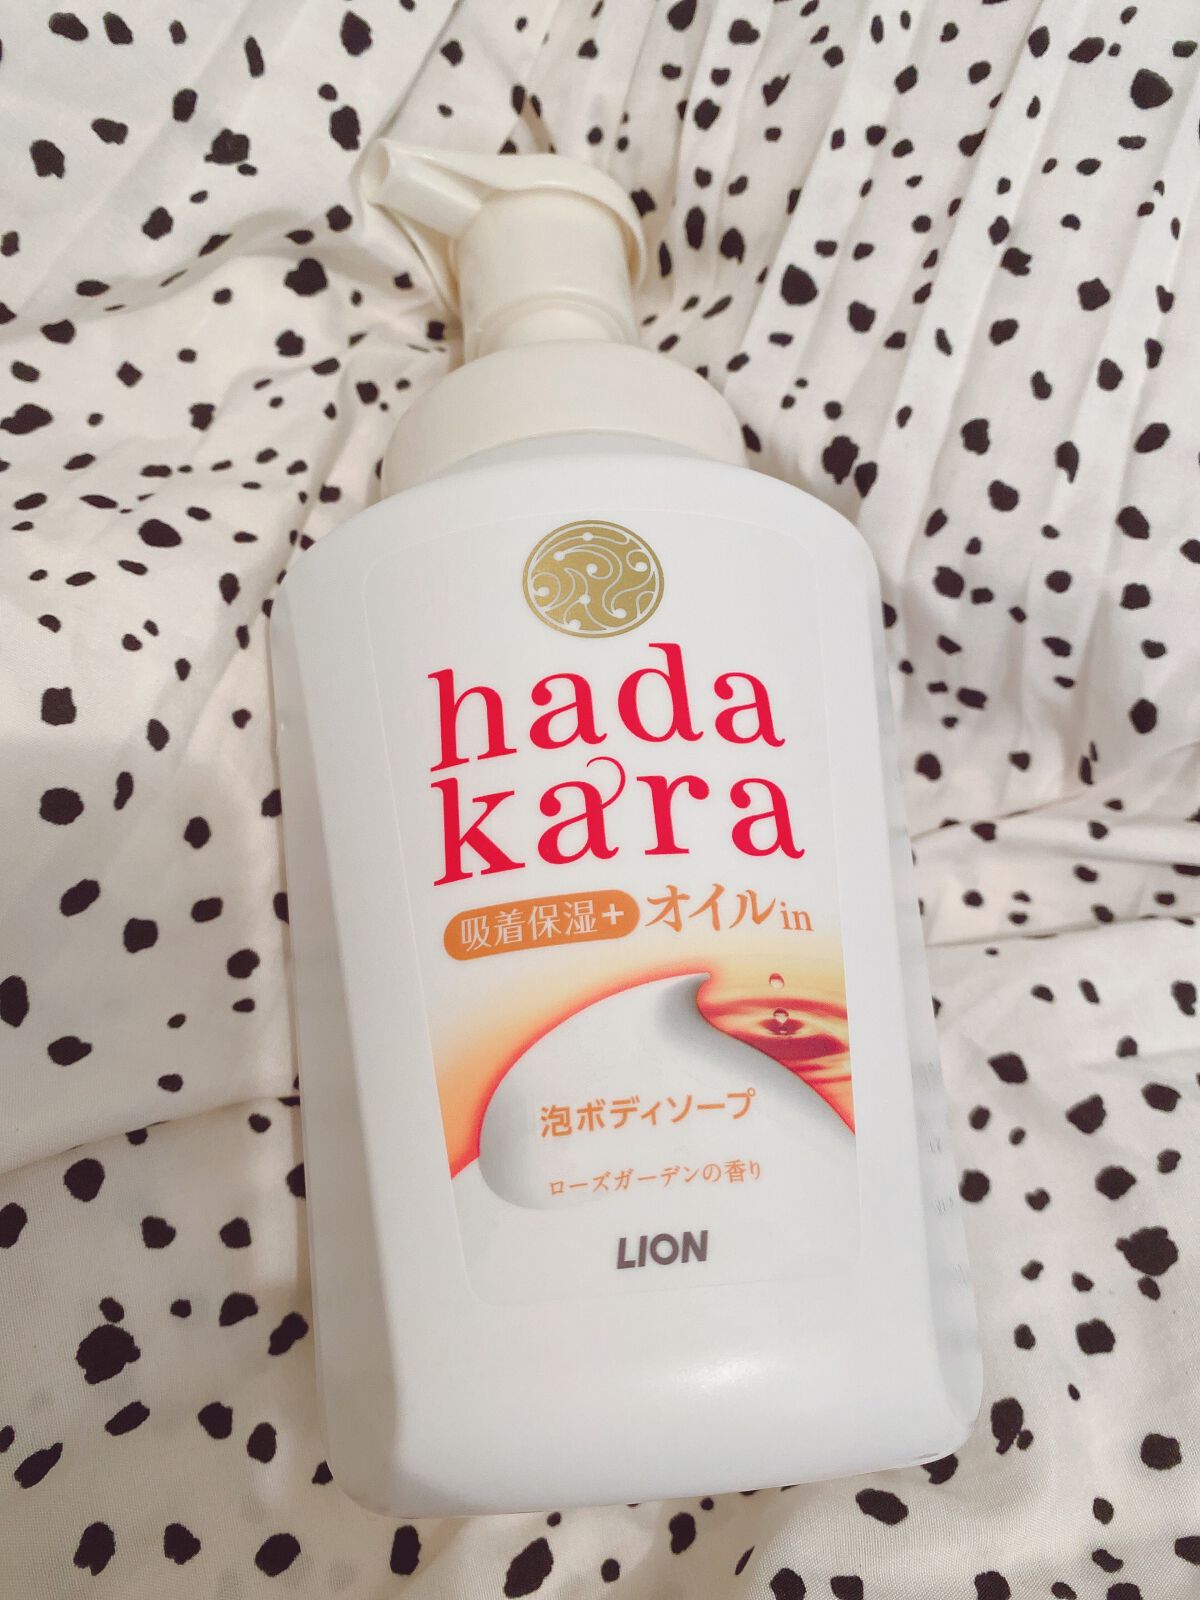 hada
kara
吸着保湿+ オイルin
泡ボディソープ
ローズガーデンの香り
LION